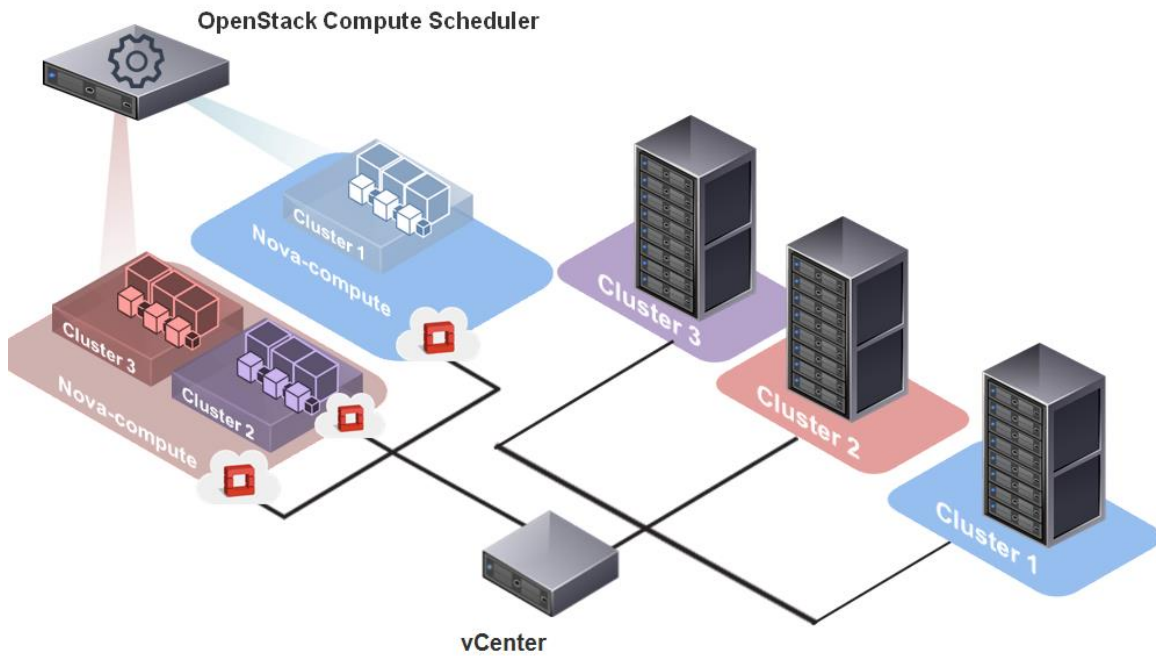 OpenStack Compute Scheduler
Cluster 1
Nova-compute
Cluster 3
Cluster 2
Nova-compute
Cluster 3
Cluster 2
Cluster 1
vCenter